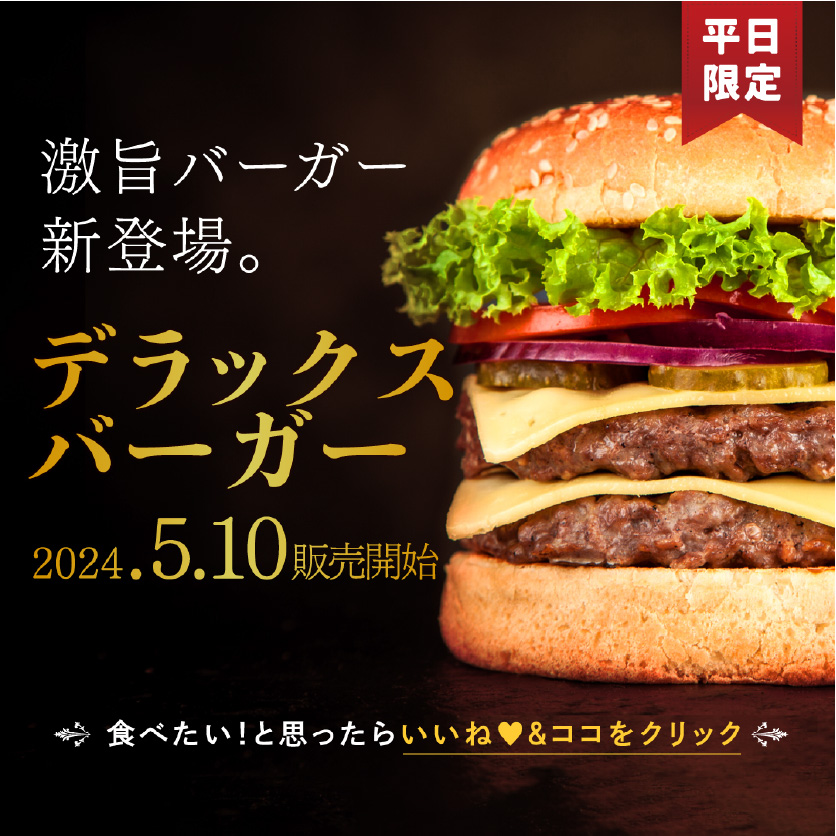 平日
限定
激旨バーガー
新登場。
デラックス
バーガー
2024.5.10販売開始
食べたい!と思ったらいいね♥&ココをクリック